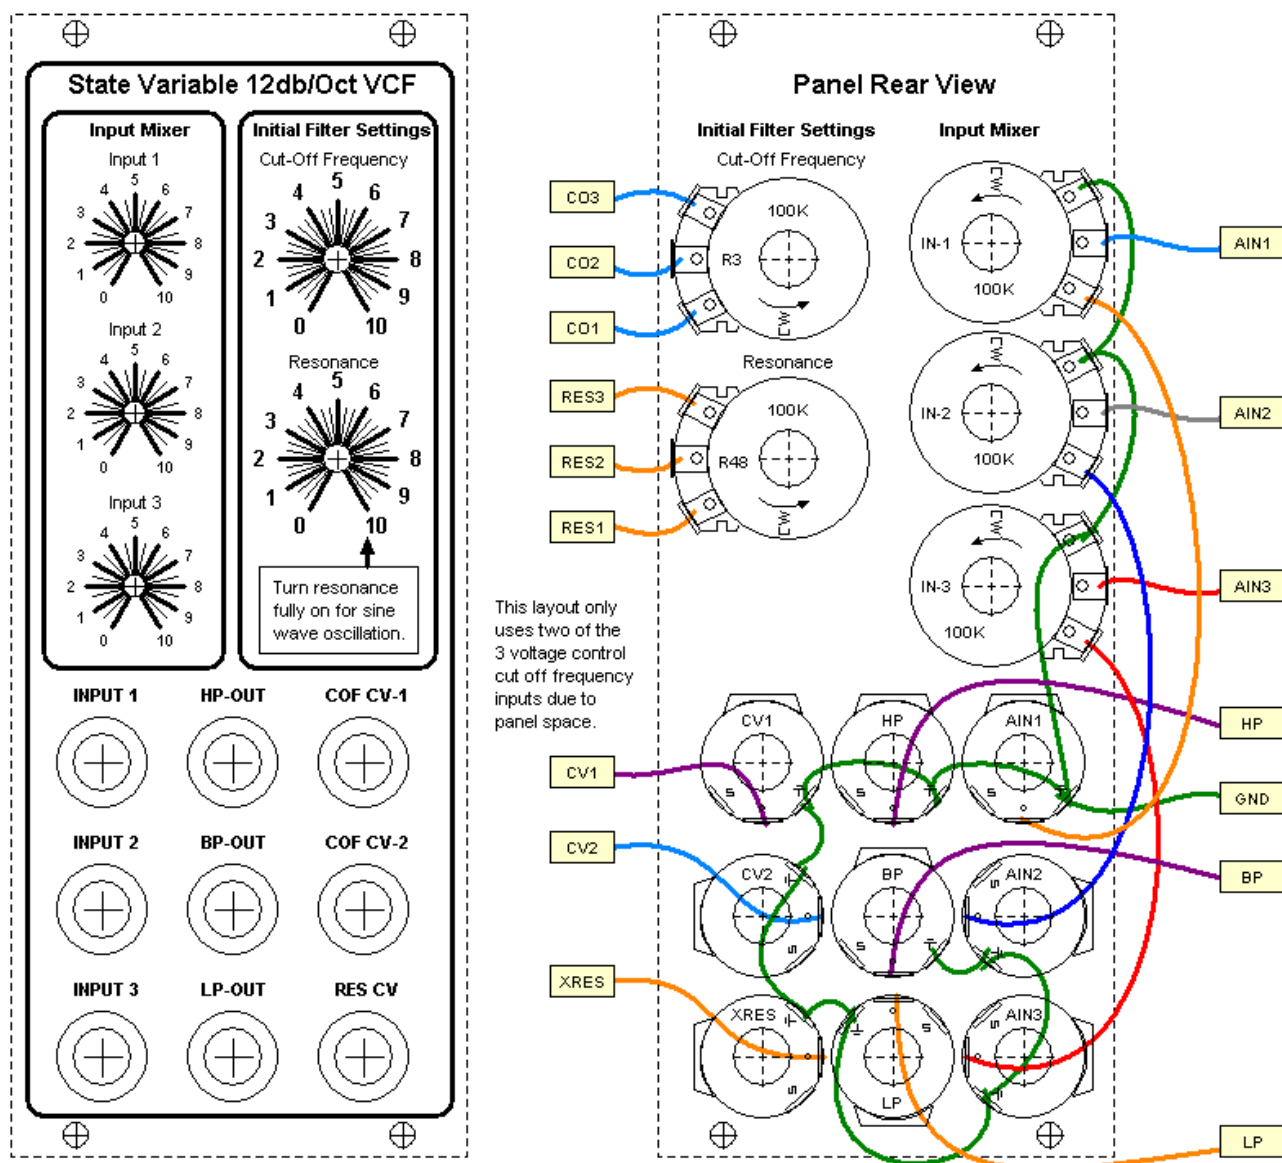 State Variable 12db/Oct VCF
Input Mixer
Input 1
0 1 2 3 4 5 6 7 8 9 10
Input 2
0 1 2 3 4 5 6 7 8 9 10
Input 3
0 1 2 3 4 5 6 7 8 9 10
Initial Filter Settings
Cut-Off Frequency
0 1 2 3 4 5 6 7 8 9 10
Resonance
0 1 2 3 4 5 6 7 8 9 10
Turn resonance
fully on for sine
wave oscillation.
INPUT 1 HP-OUT COF CV-1
INPUT 2 BP-OUT COF CV-2
INPUT 3 LP-OUT RES CV
This layout only
uses two of the
3 voltage control
cut off frequency
inputs due to
panel space.
Panel Rear View
Initial Filter Settings
Cut-Off Frequency
CO3
CO2
CO1
100K
R3
CW
Resonance
RES3
RES2
RES1
100K
R48
CW
Input Mixer
CW
IN-1
100K
AIN1
CW
IN-2
100K
AIN2
CW
IN-3
100K
AIN3
CV1 HP AIN1
S S S
CV2 BP AIN2
S S S
XRES LP AIN3
S S S
CV1
CV2
XRES
HP
GND
BP
LP